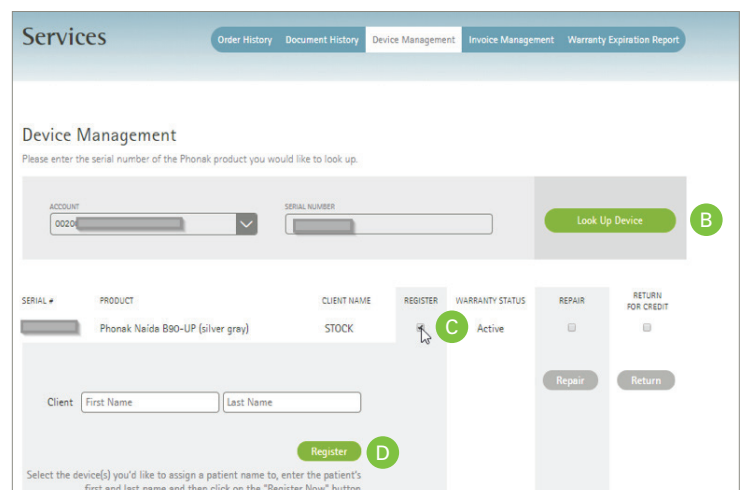 Services
Order History Document History Device Management Invoice Management Warranty Expiration Report
Device Management
Please enter the serial number of the Phonak product you would like to look up.
ACCOUNT SERIAL NUMBER
0020
Look Up Device B
SERIAL # PRODUCT CLIENT NAME REGISTER WARRANTY STATUS REPAIR RETURN
FOR CREDIT
Phonak Naída B90-UP (silver gray) STOCK C Active
Repair Return
Client First Name Last Name
Register D
Select the device(s) you'd like to assign a patient name to, enter the patient's
first and last name and then click on the "Register Now" button